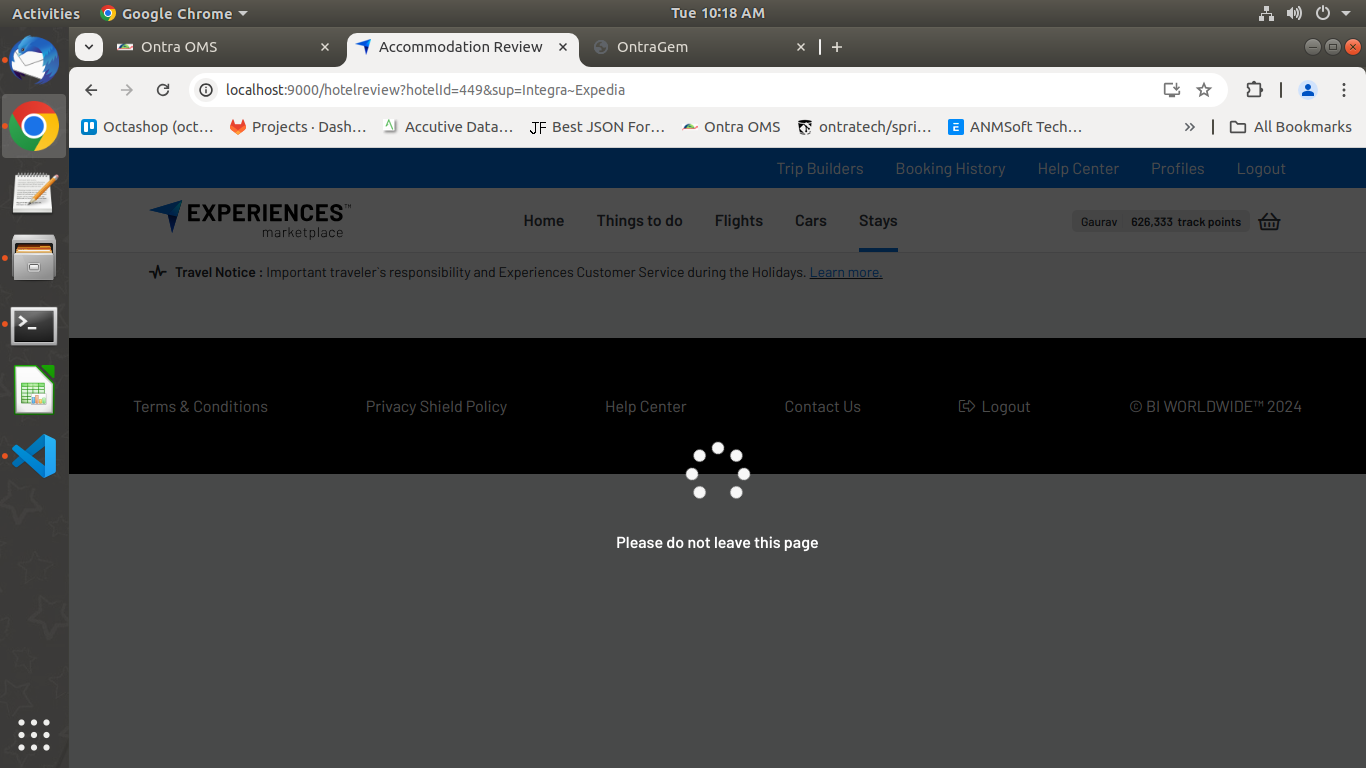 Activities Google Chrome Tue 10:18 AM
Ontra OMS Accommodation Review OntraGem
localhost:9000/hotelreview?hotelId=449&sup=Integra~Expedia
Octashop (oct… Projects · Dash… Accutive Data… JF Best JSON For… Ontra OMS ontratech/spri… E ANMSoft Tech… » All Bookmarks
Trip Builders Booking History Help Center Profiles Logout
EXPERIENCES™
marketplace
Home Things to do Flights Cars Stays Gaurav 626,333 track points
Travel Notice : Important traveler's responsibility and Experiences Customer Service during the Holidays. Learn more.
Terms & Conditions Privacy Shield Policy Help Center Contact Us Logout © BI WORLDWIDE™ 2024
Please do not leave this page